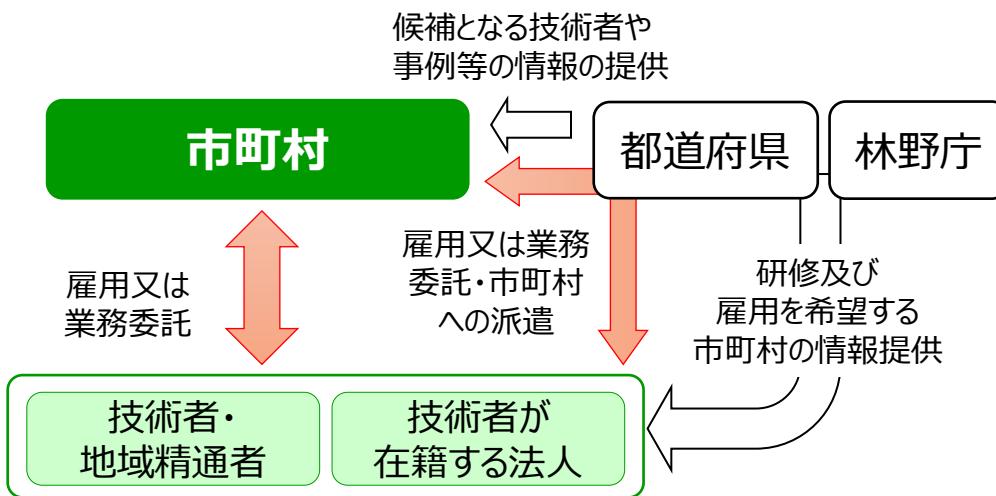 候補となる技術者や
事例等の情報の提供
市町村
都道府県
林野庁
雇用又は
業務委託
雇用又は業務
委託・市町村
への派遣
研修及び
雇用を希望する
市町村の情報提供
技術者・
地域精通者
技術者が
在籍する法人